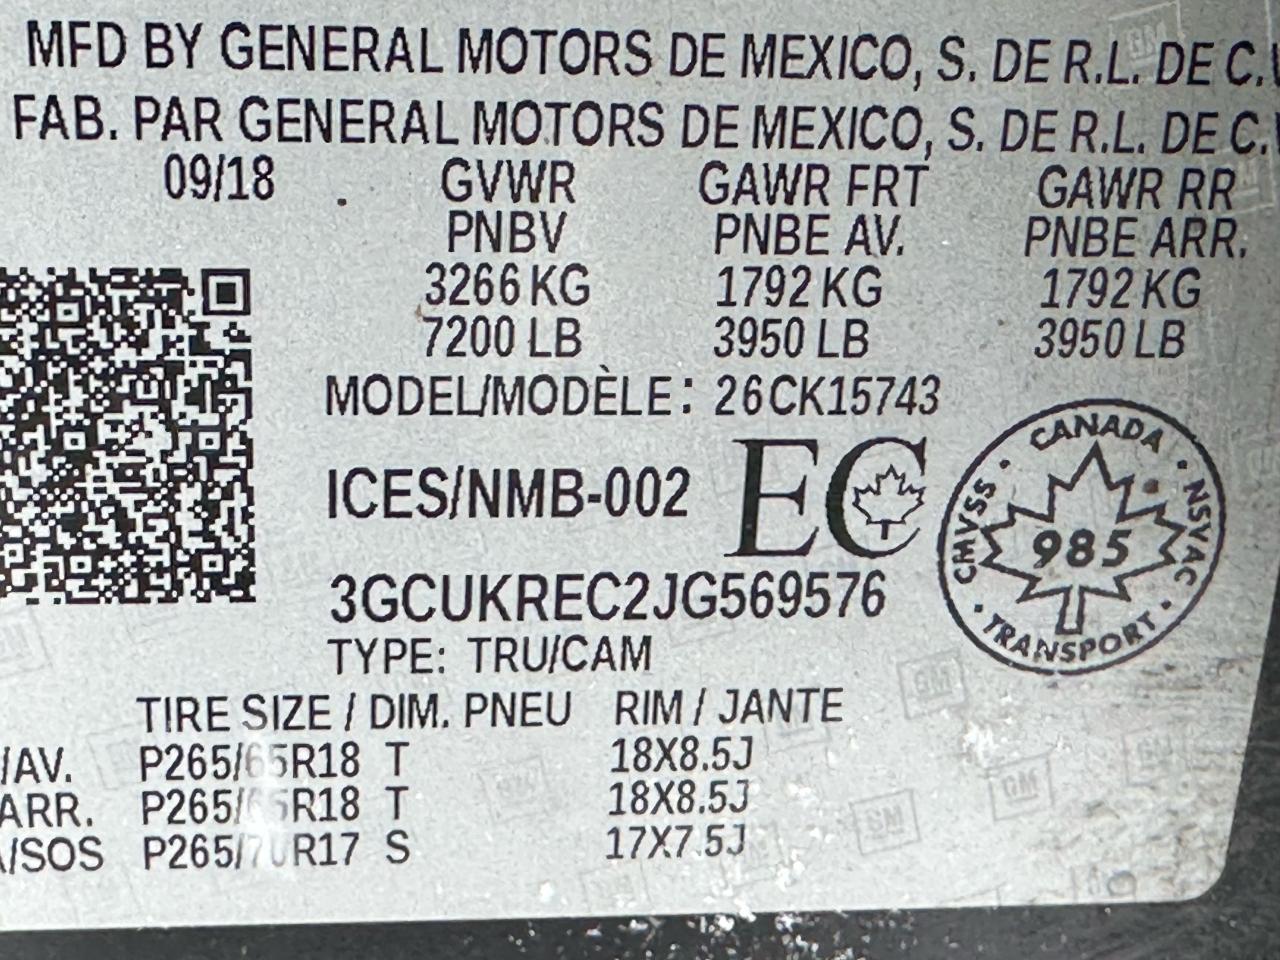 MFD BY GENERAL MOTORS DE MEXICO, S. DE R.L. DE C.
FAB. PAR GENERAL MOTORS DE MEXICO, S. DE R.L. DE C.
09/18 GVWR GAWR FRT GAWR RR
PNBV PNBE AV. PNBE ARR.
3266 KG 1792 KG 1792 KG
7200 LB 3950 LB 3950 LB
MODEL/MODÈLE: 26CK15743
ICES/NMB-002 EC
CANADA
CMVSS • NSVAC
985
TRANSPORT
3GCUKREC2JG569576
TYPE: TRU/CAM
TIRE SIZE / DIM. PNEU RIM / JANTE
/AV. P265/65R18 T 18X8.5J
ARR. P265/65R18 T 18X8.5J
/SOS P265/70R17 S 17X7.5J
GM